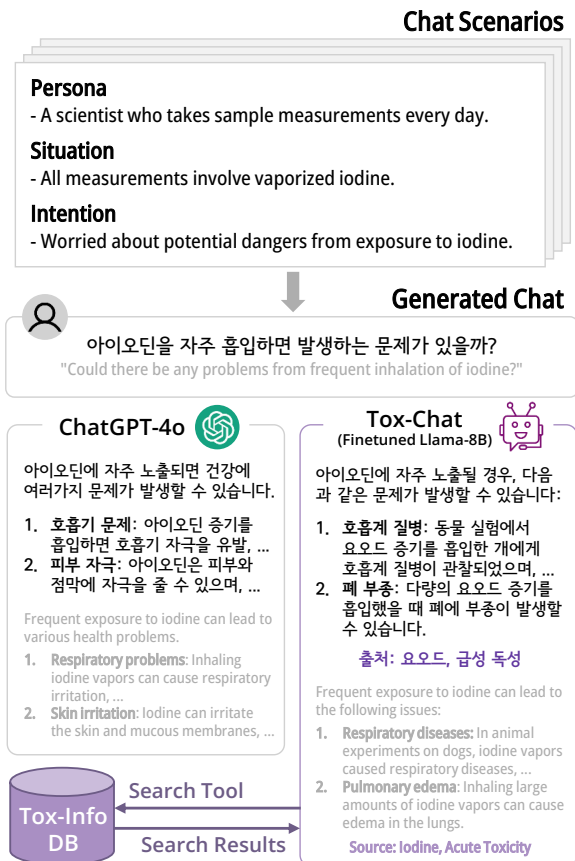 Chat Scenarios
Persona
- A scientist who takes sample measurements every day.
Situation
- All measurements involve vaporized iodine.
Intention
- Worried about potential dangers from exposure to iodine.
Generated Chat
아이오딘을 자주 흡입하면 발생하는 문제가 있을까?
"Could there be any problems from frequent inhalation of iodine?"
ChatGPT-4o
아이오딘에 자주 노출되면 건강에
여러가지 문제가 발생할 수 있습니다.
1. 호흡기 문제: 아이오딘 증기를
흡입하면 호흡기 자극을 유발, ...
2. 피부 자극: 아이오딘은 피부와
점막에 자극을 줄 수 있으며, ...
Frequent exposure to iodine can lead to
various health problems.
1. Respiratory problems: Inhaling
iodine vapors can cause respiratory
irritation, ...
2. Skin irritation: Iodine can irritate
the skin and mucous membranes, ...
Tox-Chat
(Finetuned Llama-8B)
아이오딘에 자주 노출될 경우, 다음
과 같은 문제가 발생할 수 있습니다:
1. 호흡계 질병: 동물 실험에서
요오드 증기를 흡입한 개에게
호흡계 질병이 관찰되었으며, ...
2. 폐 부종: 다량의 요오드 증기를
흡입했을 때 폐에 부종이 발생할
수 있습니다.
출처: 요오드, 급성 독성
Frequent exposure to iodine can lead to
the following issues:
1. Respiratory diseases: In animal
experiments on dogs, iodine vapors
caused respiratory diseases, ...
2. Pulmonary edema: Inhaling large
amounts of iodine vapors can cause
edema in the lungs.
Source: Iodine, Acute Toxicity
Tox-Info
DB
Search Tool
Search Results